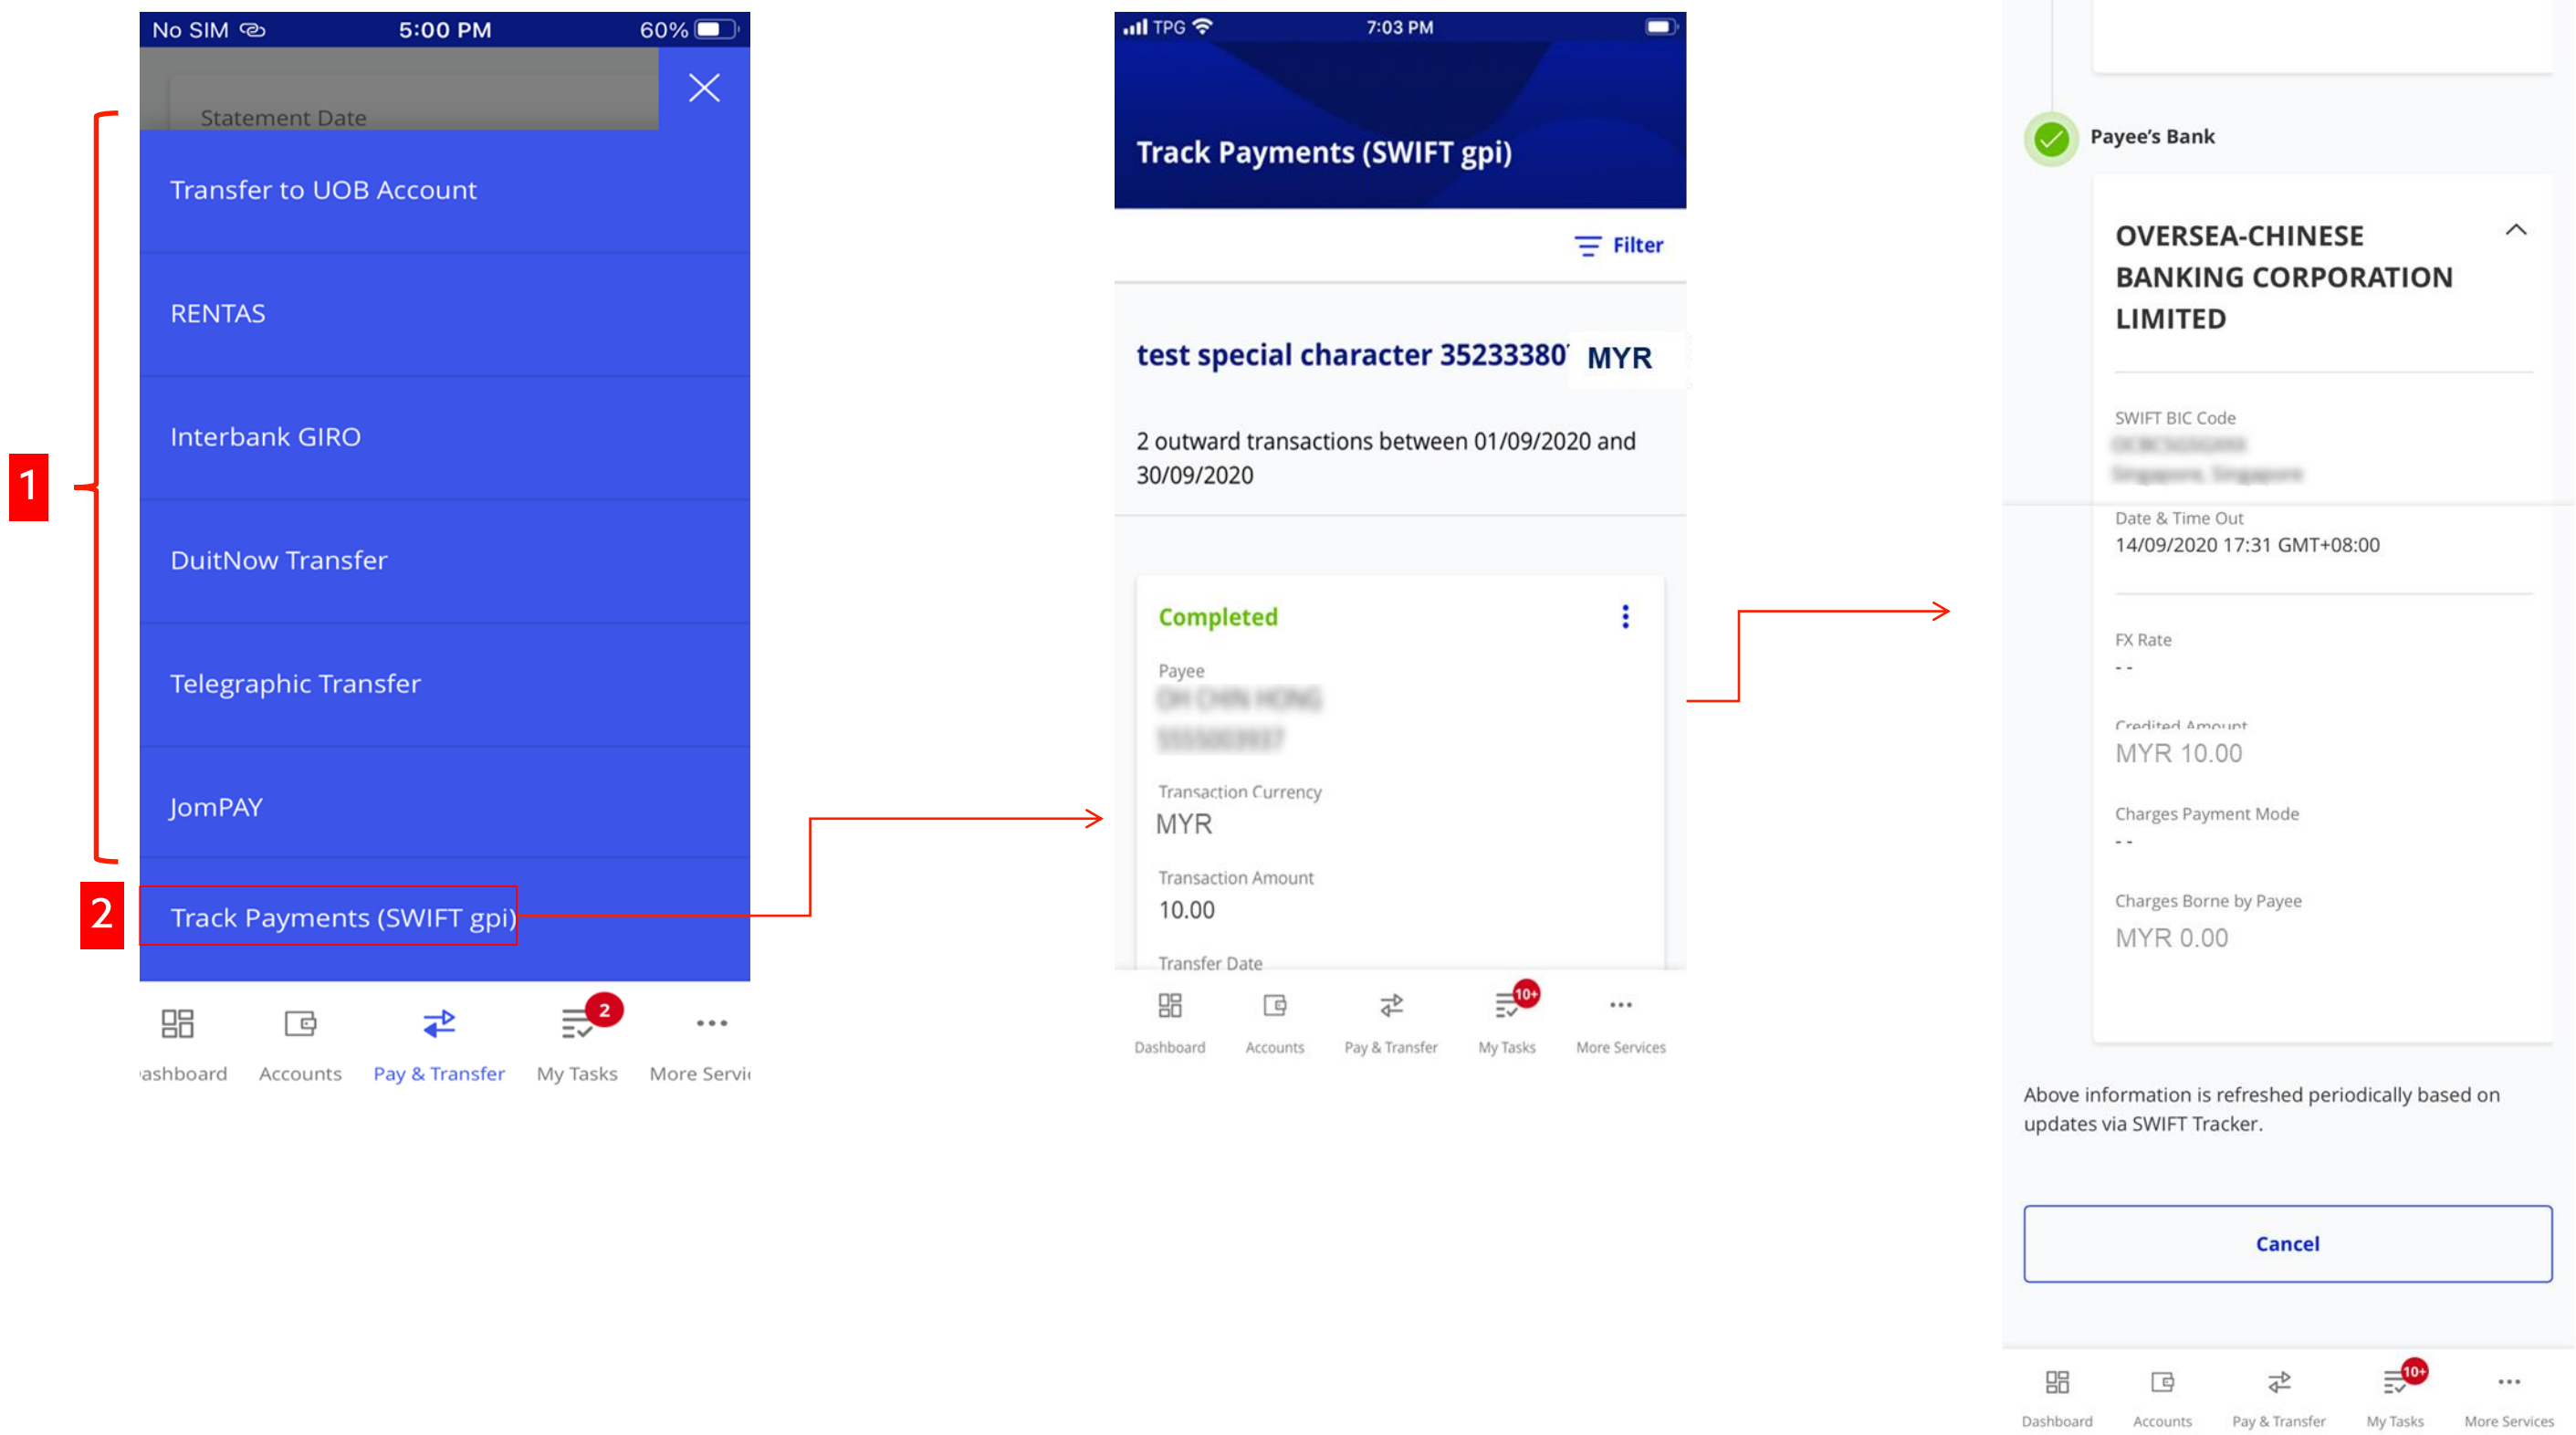 No SIM 5:00 PM 60%
Statement Date
Transfer to UOB Account
RENTAS
Interbank GIRO
DuitNow Transfer
Telegraphic Transfer
JomPAY
Track Payments (SWIFT gpi)
1
2
2
ashboard Accounts Pay & Transfer My Tasks More Servi
TPG 7:03 PM
Track Payments (SWIFT gpi)
Filter
test special character 35233380 MYR
2 outward transactions between 01/09/2020 and
30/09/2020
Completed
Payee
Transaction Currency
MYR
Transaction Amount
10.00
Transfer Date
10+
Dashboard Accounts Pay & Transfer My Tasks More Services
Payee's Bank
OVERSEA-CHINESE
BANKING CORPORATION
LIMITED
SWIFT BIC Code
Date & Time Out
14/09/2020 17:31 GMT+08:00
FX Rate
- -
Credited Amount
MYR 10.00
Charges Payment Mode
- -
Charges Borne by Payee
MYR 0.00
Above information is refreshed periodically based on
updates via SWIFT Tracker.
Cancel
10+
Dashboard Accounts Pay & Transfer My Tasks More Services